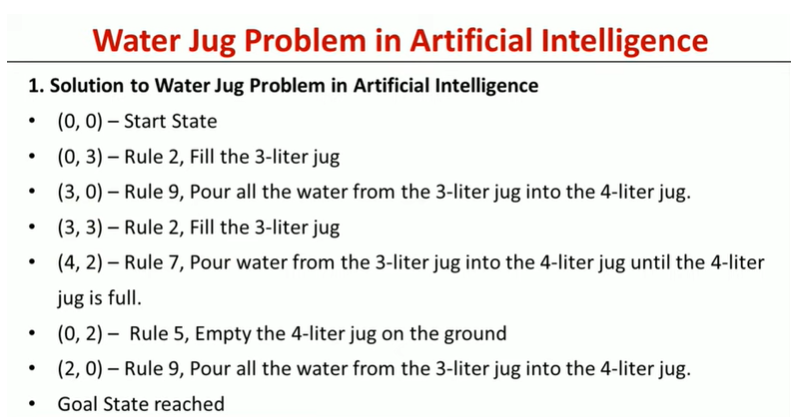 Water Jug Problem in Artificial Intelligence
1. Solution to Water Jug Problem in Artificial Intelligence
• (0, 0) – Start State
• (0, 3) – Rule 2, Fill the 3-liter jug
• (3, 0) – Rule 9, Pour all the water from the 3-liter jug into the 4-liter jug.
• (3, 3) – Rule 2, Fill the 3-liter jug
• (4, 2) – Rule 7, Pour water from the 3-liter jug into the 4-liter jug until the 4-liter
jug is full.
• (0, 2) – Rule 5, Empty the 4-liter jug on the ground
• (2, 0) – Rule 9, Pour all the water from the 3-liter jug into the 4-liter jug.
• Goal State reached